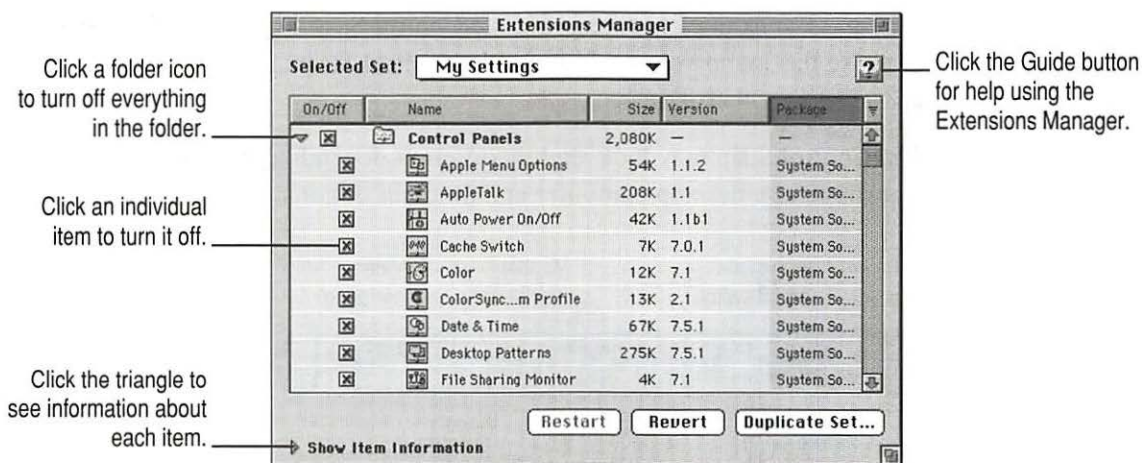 Extensions Manager
Click a folder icon
to turn off everything
in the folder.
Selected Set: My Settings
?
Click the Guide button
for help using the
Extensions Manager.
On/Off Name Size Version Package
Control Panels 2,080K — —
Apple Menu Options 54K 1.1.2 System So...
AppleTalk 208K 1.1 System So...
Auto Power On/Off 42K 1.1b1 System So...
Click an individual
item to turn it off.
Cache Switch 7K 7.0.1 System So...
Color 12K 7.1 System So...
ColorSync...m Profile 13K 2.1 System So...
Date & Time 67K 7.5.1 System So...
Desktop Patterns 275K 7.5.1 System So...
File Sharing Monitor 4K 7.1 System So...
Click the triangle to
see information about
each item.
Restart Revert Duplicate Set...
Show Item Information